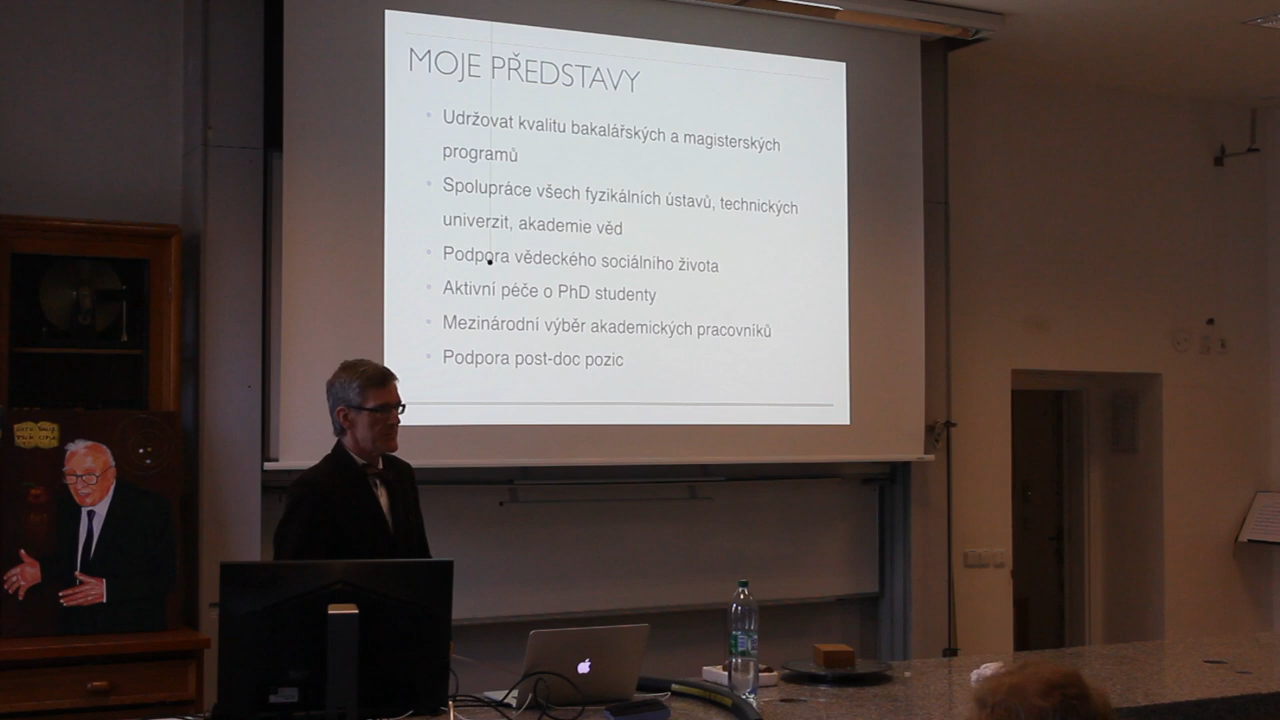 MOJE PŘEDSTAVY
Udržovat kvalitu bakalářských a magisterských
programů
Spolupráce všech fyzikálních ústavů, technických
univerzit, akademie věd
Podpora vědeckého sociálního života
Aktivní péče o PhD studenty
Mezinárodní výběr akademických pracovníků
Podpora post-doc pozic